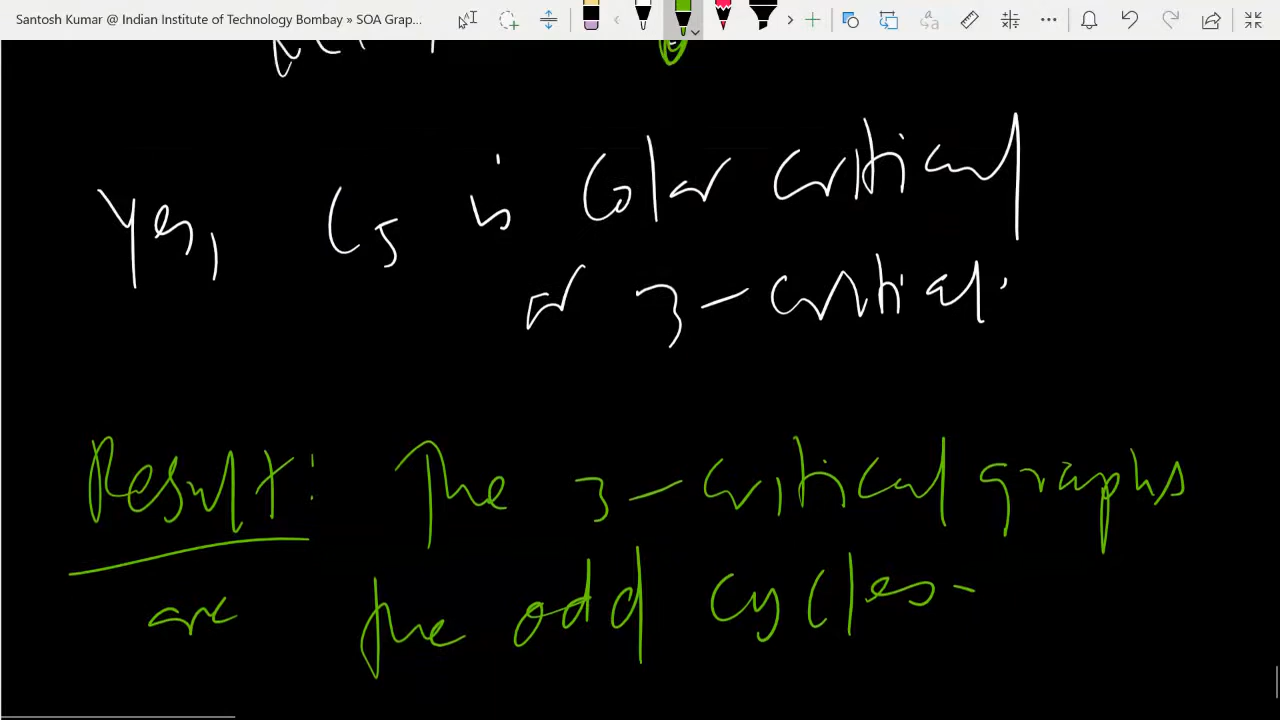 Santosh Kumar @ Indian Institute of Technology Bombay » SOA Grap...
Yes, C5 is Color critical
or 3-critical.
Result: The 3-critical graphs
are the odd cycles.